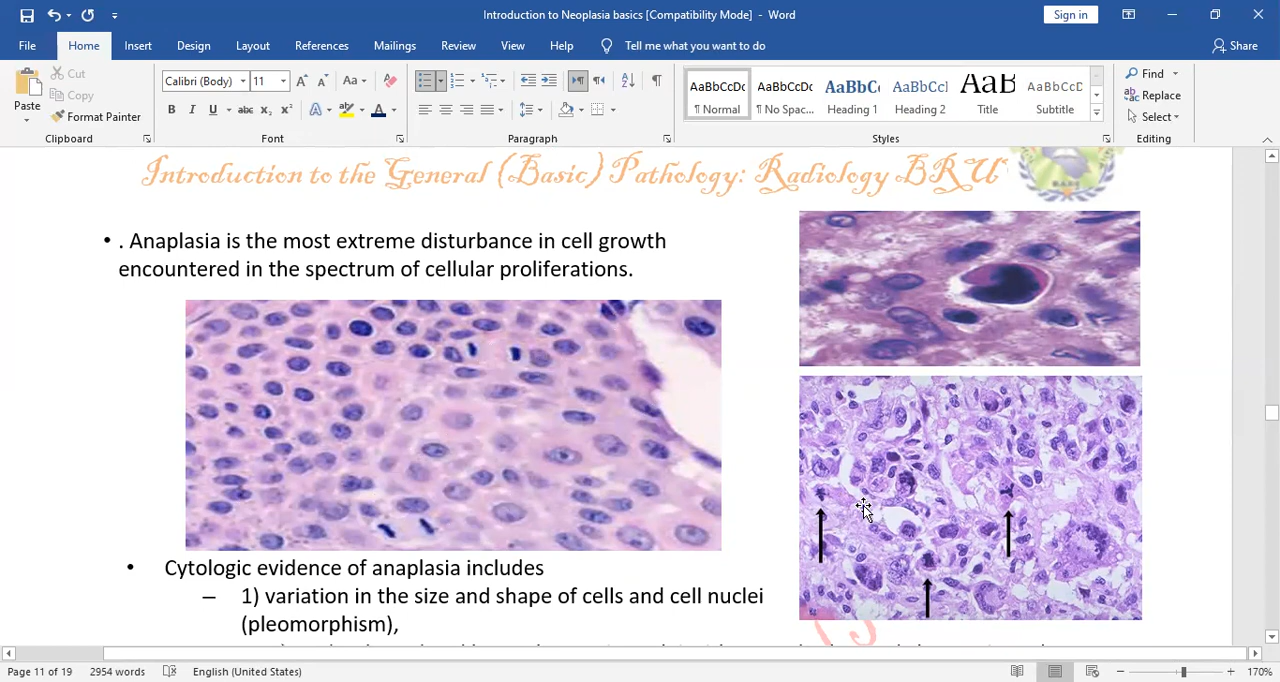 Introduction to Neoplasia basics [Compatibility Mode] - Word
Sign in
File
Home
Insert
Design
Layout
References
Mailings
Review
View
Help
Tell me what you want to do
Share
Paste
Cut
Copy
Format Painter
Clipboard
Calibri (Body)
11
Aa
B I U abc x₂ x²
A
A
Font
Paragraph
AaBbCcDc
¶ Normal
AaBbCcDc
¶ No Spac...
AaBbCc
Heading 1
AaBbCcl
Heading 2
AaB
Title
AaBbCcD
Subtitle
Styles
Find
Replace
Select
Editing
Introduction to the General (Basic) Pathology: Radiology BRU
• . Anaplasia is the most extreme disturbance in cell growth
encountered in the spectrum of cellular proliferations.
• Cytologic evidence of anaplasia includes
– 1) variation in the size and shape of cells and cell nuclei
(pleomorphism),
Page 11 of 19
2954 words
English (United States)
170%